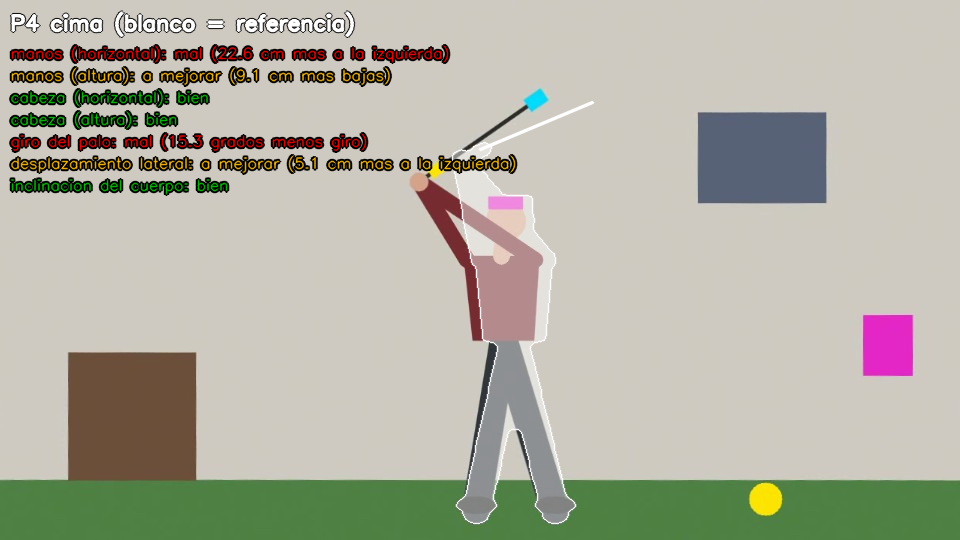 P4 cima (blanco = referencia)
manos (horizontal): mal (22.6 cm mas a la izquierda)
manos (altura): a mejorar (9.1 cm mas bajas)
cabeza (horizontal): bien
cabeza (altura): bien
giro del palo: mal (15.3 grados menos giro)
desplazamiento lateral: a mejorar (5.1 cm mas a la izquierda)
inclinacion del cuerpo: bien